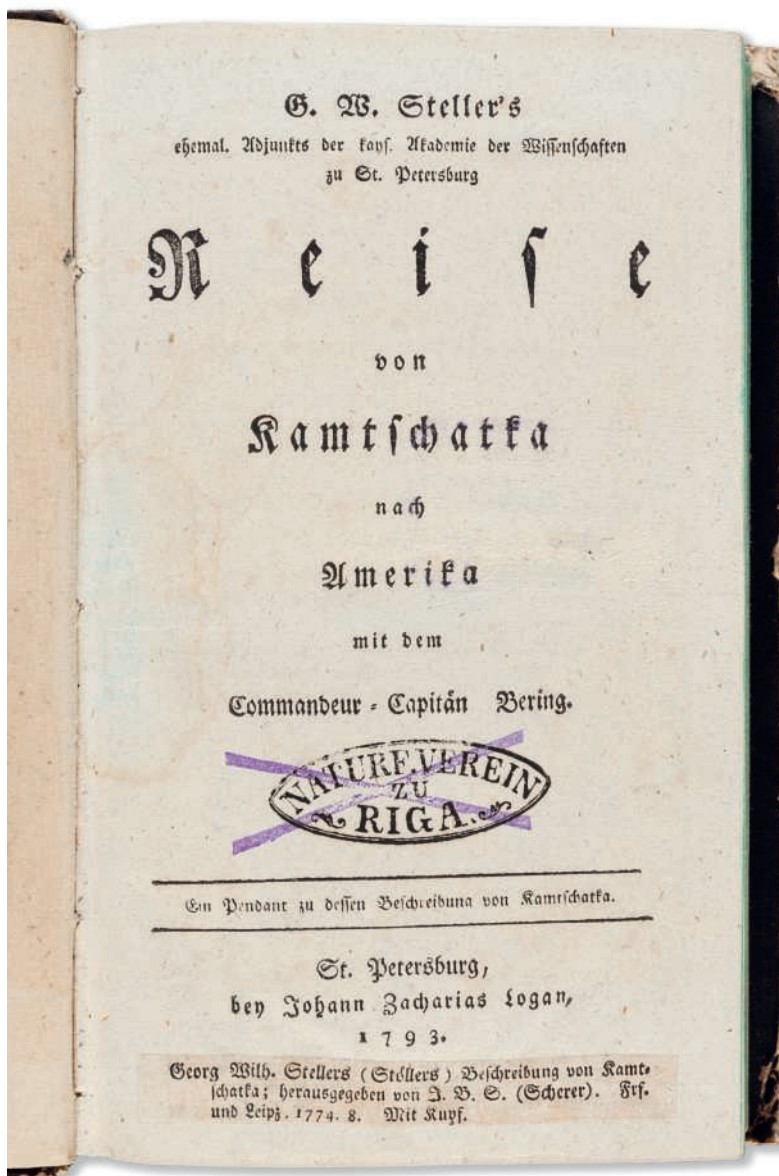 G. W. Steller's
ehemal. Adjunkts der kays. Akademie der Wissenschaften
zu St. Petersburg
Reise
von
Kamtschatka
nach
Amerika
mit dem
Commandeur-Capitän Bering.
NATURF. VEREIN
ZU
RIGA.
Ein Pendant zu dessen Beschreibung von Kamtschatka.
St. Petersburg,
bey Johann Zacharias Logan,
1793.
Georg Wilh. Stellers (Stöllers) Beschreibung von Kamt-
schatka; herausgegeben von J. B. S. (Scherer). Frf.
und Leipz. 1774. 8. Mit Kupf.